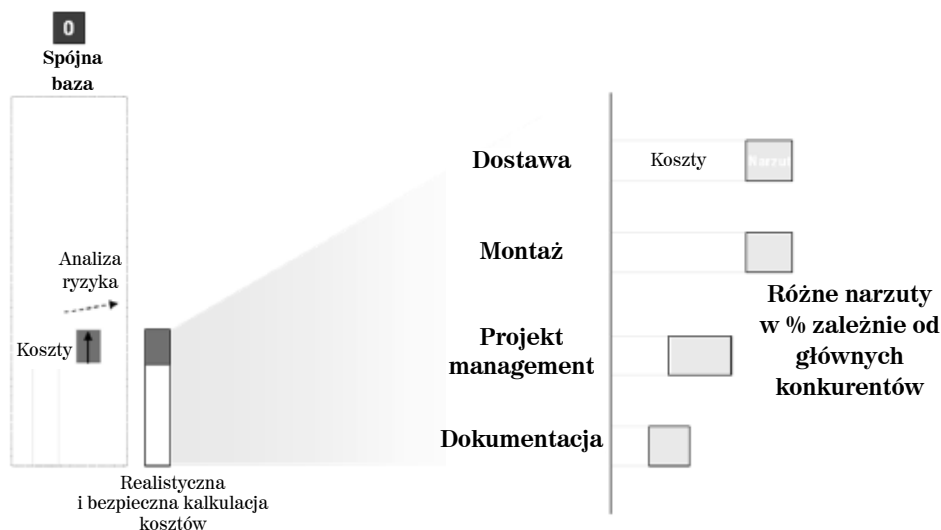 0
Spójna
baza
Analiza
ryzyka
Koszty
Realistyczna
i bezpieczna kalkulacja
kosztów
Dostawa
Koszty
Narzut
Montaż
Projekt
management
Dokumentacja
Różne narzuty
w % zależnie od
głównych
konkurentów